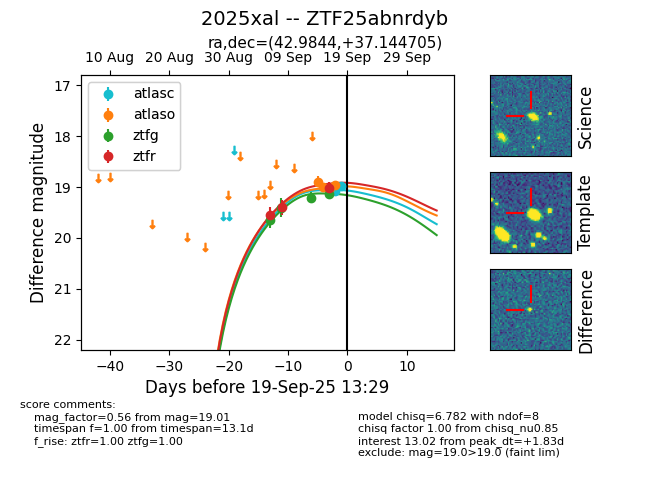 2025xal -- ZTF25abnrdyb
ra,dec=(42.9844,+37.144705)
10 Aug 20 Aug 30 Aug 09 Sep 19 Sep 29 Sep
atlasc
atlaso
ztfg
ztfr
17
18
19
20
21
22
Difference magnitude
−40 −30 −20 −10 0 10
Days before 19-Sep-25 13:29
Science
Template
Difference
score comments:
mag_factor=0.56 from mag=19.01
timespan f=1.00 from timespan=13.1d
f_rise: ztfr=1.00 ztfg=1.00
model chisq=6.782 with ndof=8
chisq factor 1.00 from chisq_nu0.85
interest 13.02 from peak_dt=+1.83d
exclude: mag=19.0>19.0 (faint lim)